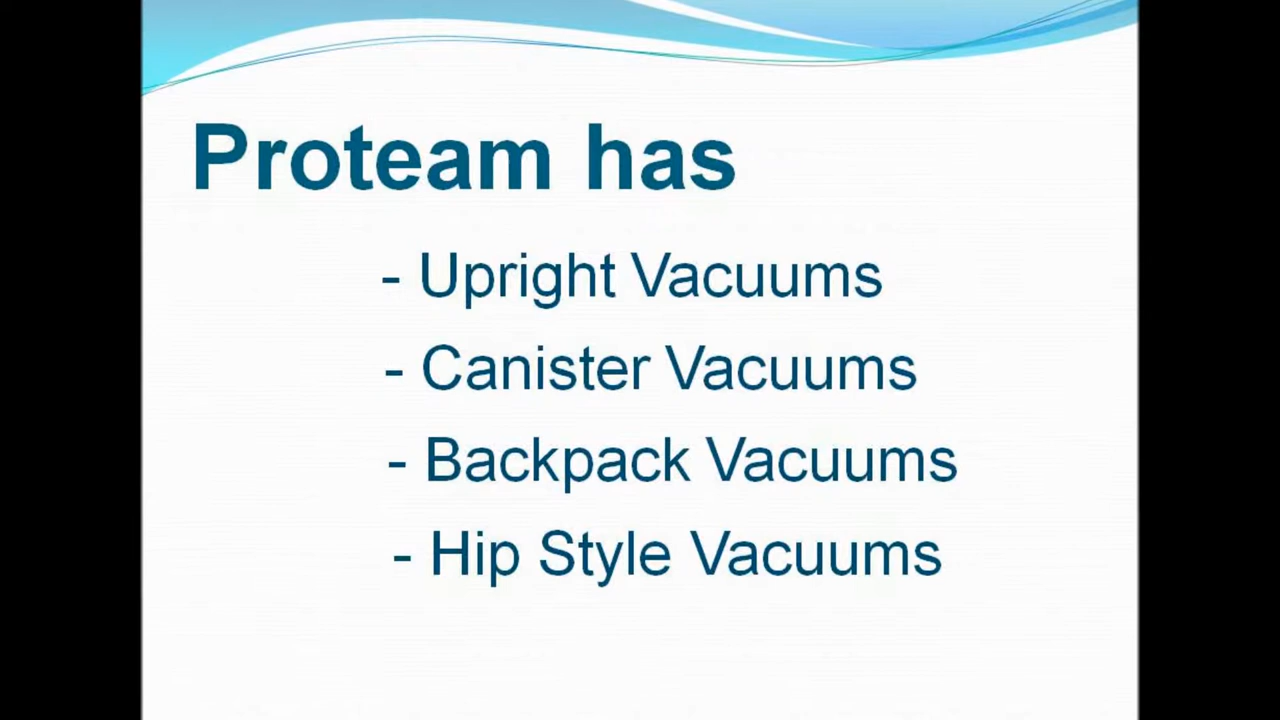 Proteam has
- Upright Vacuums
- Canister Vacuums
- Backpack Vacuums
- Hip Style Vacuums